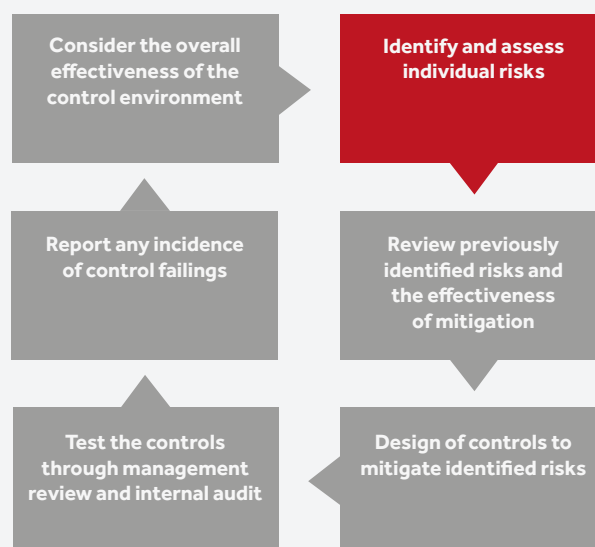 Consider the overall
effectiveness of the
control environment
Identify and assess
individual risks
Report any incidence
of control failings
Review previously
identified risks and
the effectiveness
of mitigation
Test the controls
through management
review and internal audit
Design of controls to
mitigate identified risks